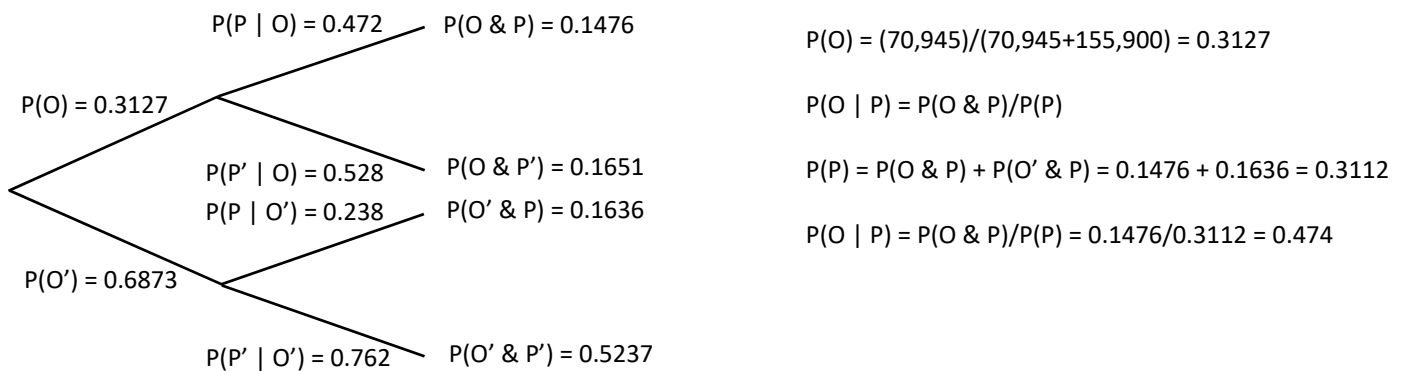 P(P | O) = 0.472
P(O & P) = 0.1476
P(O) = 0.3127
P(P’ | O) = 0.528
P(O & P’) = 0.1651
P(P | O’) = 0.238
P(O’ & P) = 0.1636
P(O’) = 0.6873
P(P’ | O’) = 0.762
P(O’ & P’) = 0.5237
P(O) = (70,945)/(70,945+155,900) = 0.3127
P(O | P) = P(O & P)/P(P)
P(P) = P(O & P) + P(O’ & P) = 0.1476 + 0.1636 = 0.3112
P(O | P) = P(O & P)/P(P) = 0.1476/0.3112 = 0.474